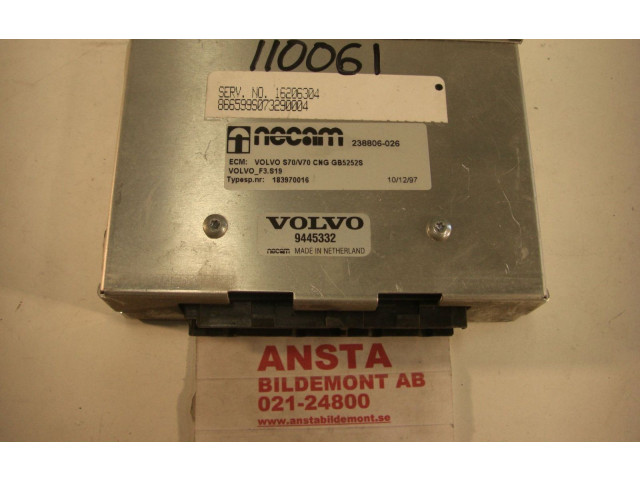 110061
SERV. NO. 16206304
866599S073290004
necam 238806-026
ECM: VOLVO S70/V70 CNG GB5252S
VOLVO_F3.S19
Typesp.nr: 183970016 10/12/97
VOLVO
9445332
necam MADE IN NETHERLAND
ANSTA
BILDEMONT AB
021-24800
www.anstabildemont.se